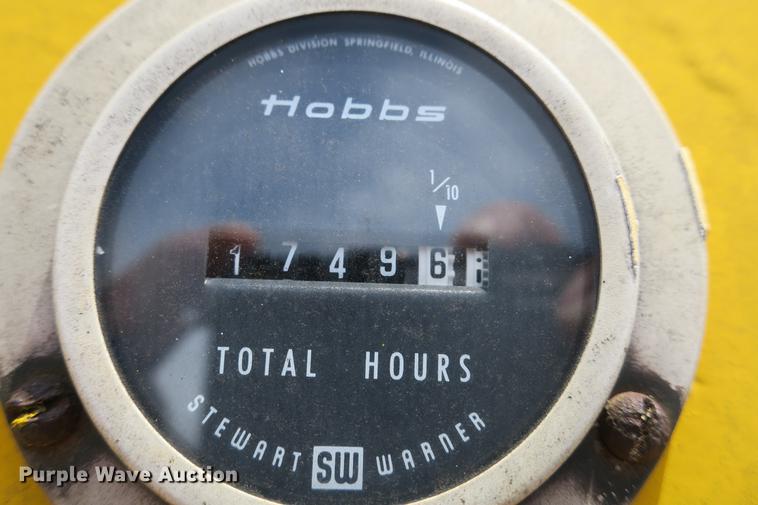 HOBBS DIVISION SPRINGFIELD, ILLINOIS
Hobbs
1/10
1 7 4 9 6
TOTAL HOURS
STEWART SW WARNER
Purple Wave Auction